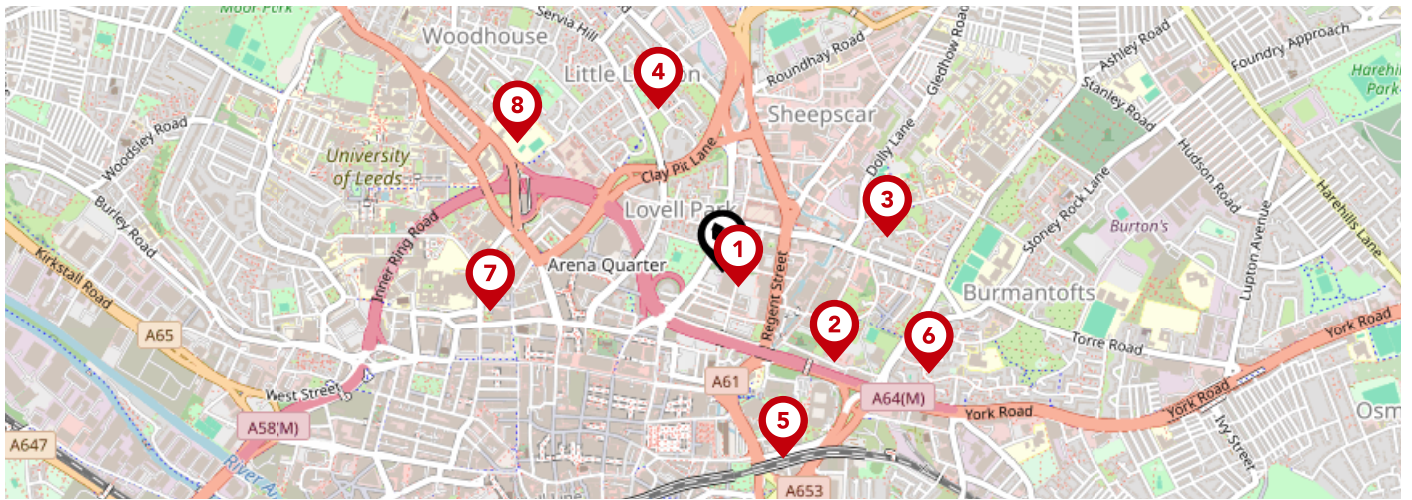 Moor Park
Woodhouse
Servia Hill
Little L
on
4
8
Roundhay Road
Gledhow Road
Ashley Road
Foundry Approach
Harehill
Park
Stanley Road
Sheepscar
Woodsley Road
University
of Leeds
Clay Pit Lane
Dolly Lane
Hudson Road
Burley Road
Lovell Park
3
Stoney Rock Lane
Burton's
Harehills Lane
Kirkstall Road
Inner Ring Road
7
Arena Quarter
1
Regent Street
Burmantofts
Lupton Avenue
A65
2
6
Torre Road
York Road
West Street
A61
A64(M)
York Road
York Road
A58(M)
5
Ivy Street
Osm
A647
River A
A653